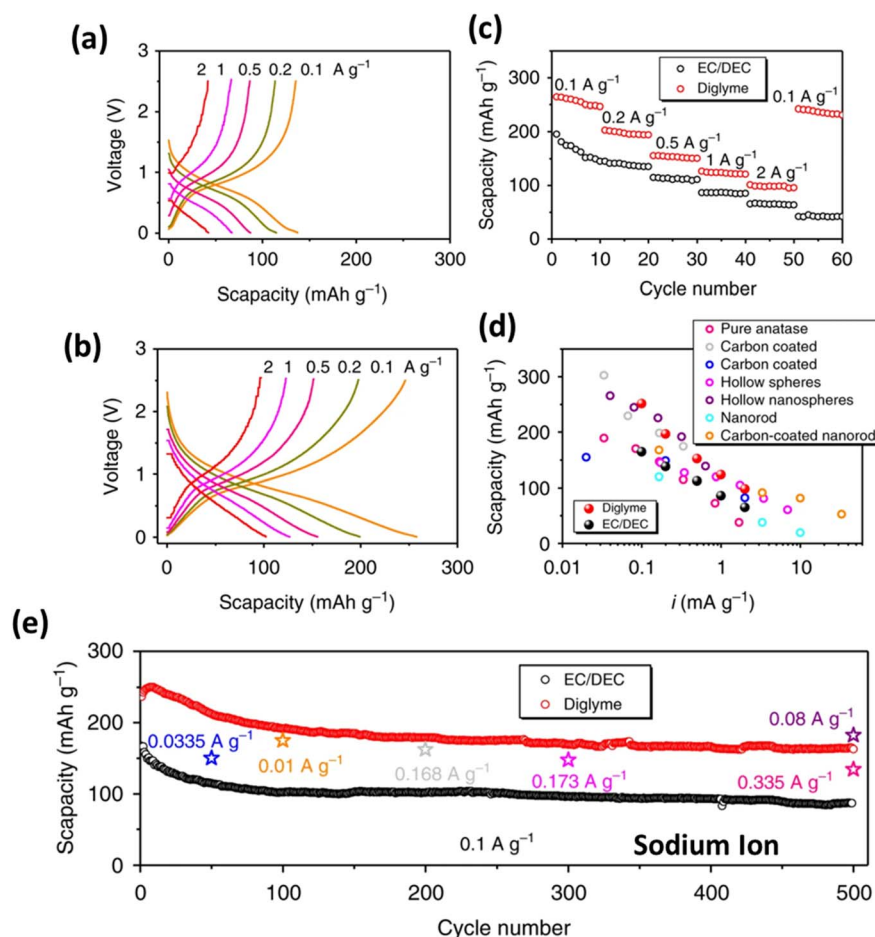 (a)
3
2
1
0
Voltage (V)
2 1 0.5 0.2 0.1 A g⁻¹
0 100 200 300
Scapacity (mAh g⁻¹)
(b)
3
2
1
0
Voltage (V)
2 1 0.5 0.2 0.1 A g⁻¹
0 100 200 300
Scapacity (mAh g⁻¹)
(c)
300
200
100
0
Scapacity (mAh g⁻¹)
EC/DEC
Diglyme
0.1 A g⁻¹
0.2 A g⁻¹
0.5 A g⁻¹
1 A g⁻¹
2 A g⁻¹
0.1 A g⁻¹
0 10 20 30 40 50 60
Cycle number
(d)
Pure anatase
Carbon coated
Carbon coated
Hollow spheres
Hollow nanospheres
Nanorod
Carbon-coated nanorod
300
200
100
0
Scapacity (mAh g⁻¹)
Diglyme
EC/DEC
0.01 0.1 1 10
i (mA g⁻¹)
(e)
300
200
100
0
Scapacity (mAh g⁻¹)
EC/DEC
Diglyme
0.0335 A g⁻¹
0.01 A g⁻¹
0.168 A g⁻¹
0.173 A g⁻¹
0.08 A g⁻¹
0.335 A g⁻¹
0.1 A g⁻¹
Sodium Ion
0 100 200 300 400 500
Cycle number